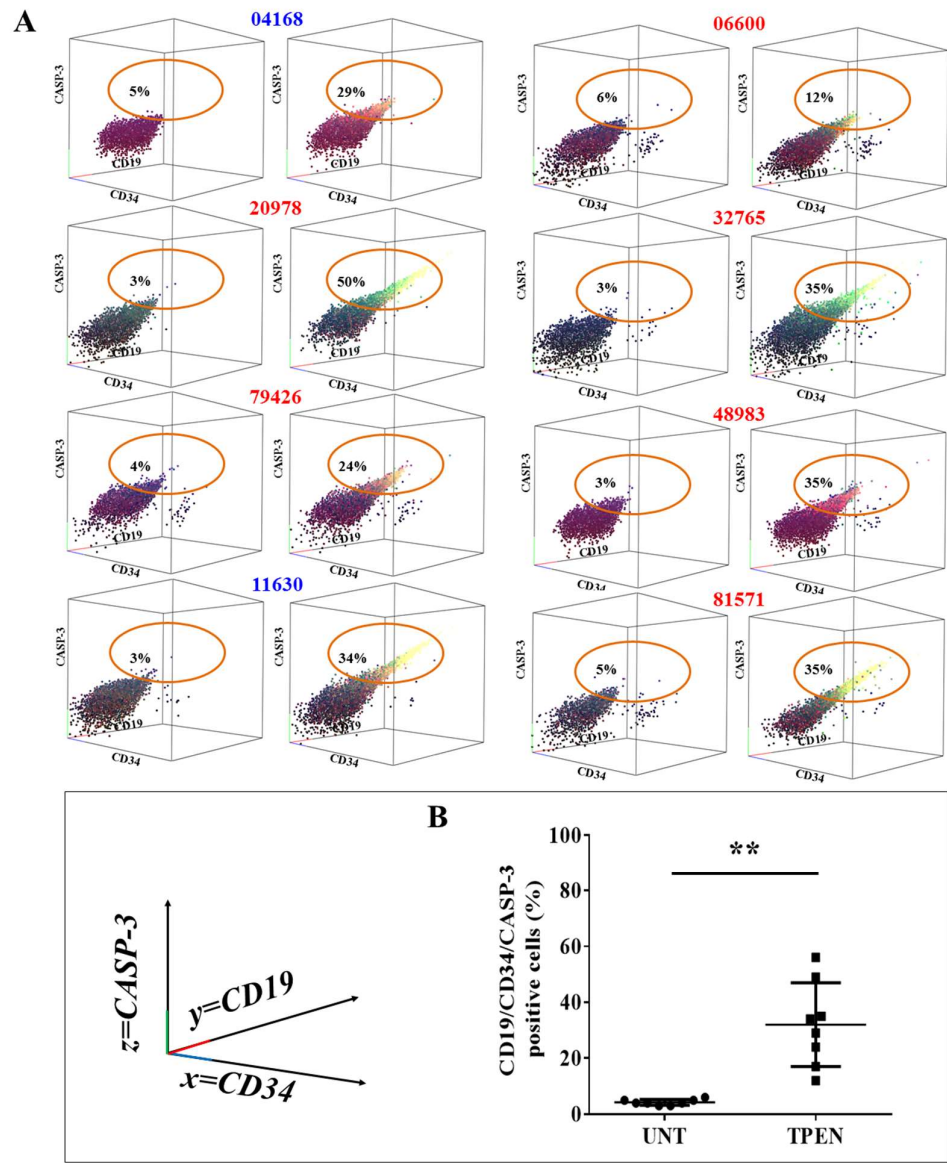 A
04168
06600
CASP-3
5%
CD19
CD34
CASP-3
29%
CD19
CD34
CASP-3
6%
CD19
CD34
CASP-3
12%
CD19
CD34
20978
32765
CASP-3
3%
CD19
CD34
CASP-3
50%
CD19
CD34
CASP-3
3%
CD19
CD34
CASP-3
35%
CD19
CD34
79426
48983
CASP-3
4%
CD19
CD34
CASP-3
24%
CD19
CD34
CASP-3
3%
CD19
CD34
CASP-3
35%
CD19
CD34
11630
81571
CASP-3
3%
CD19
CD34
CASP-3
34%
CD19
CD34
CASP-3
5%
CD19
CD34
CASP-3
35%
CD19
CD34
B
z=CASP-3
y=CD19
x=CD34
CD19/CD34/CASP-3
positive cells (%)
100
80
60
40
20
0
**
UNT
TPEN